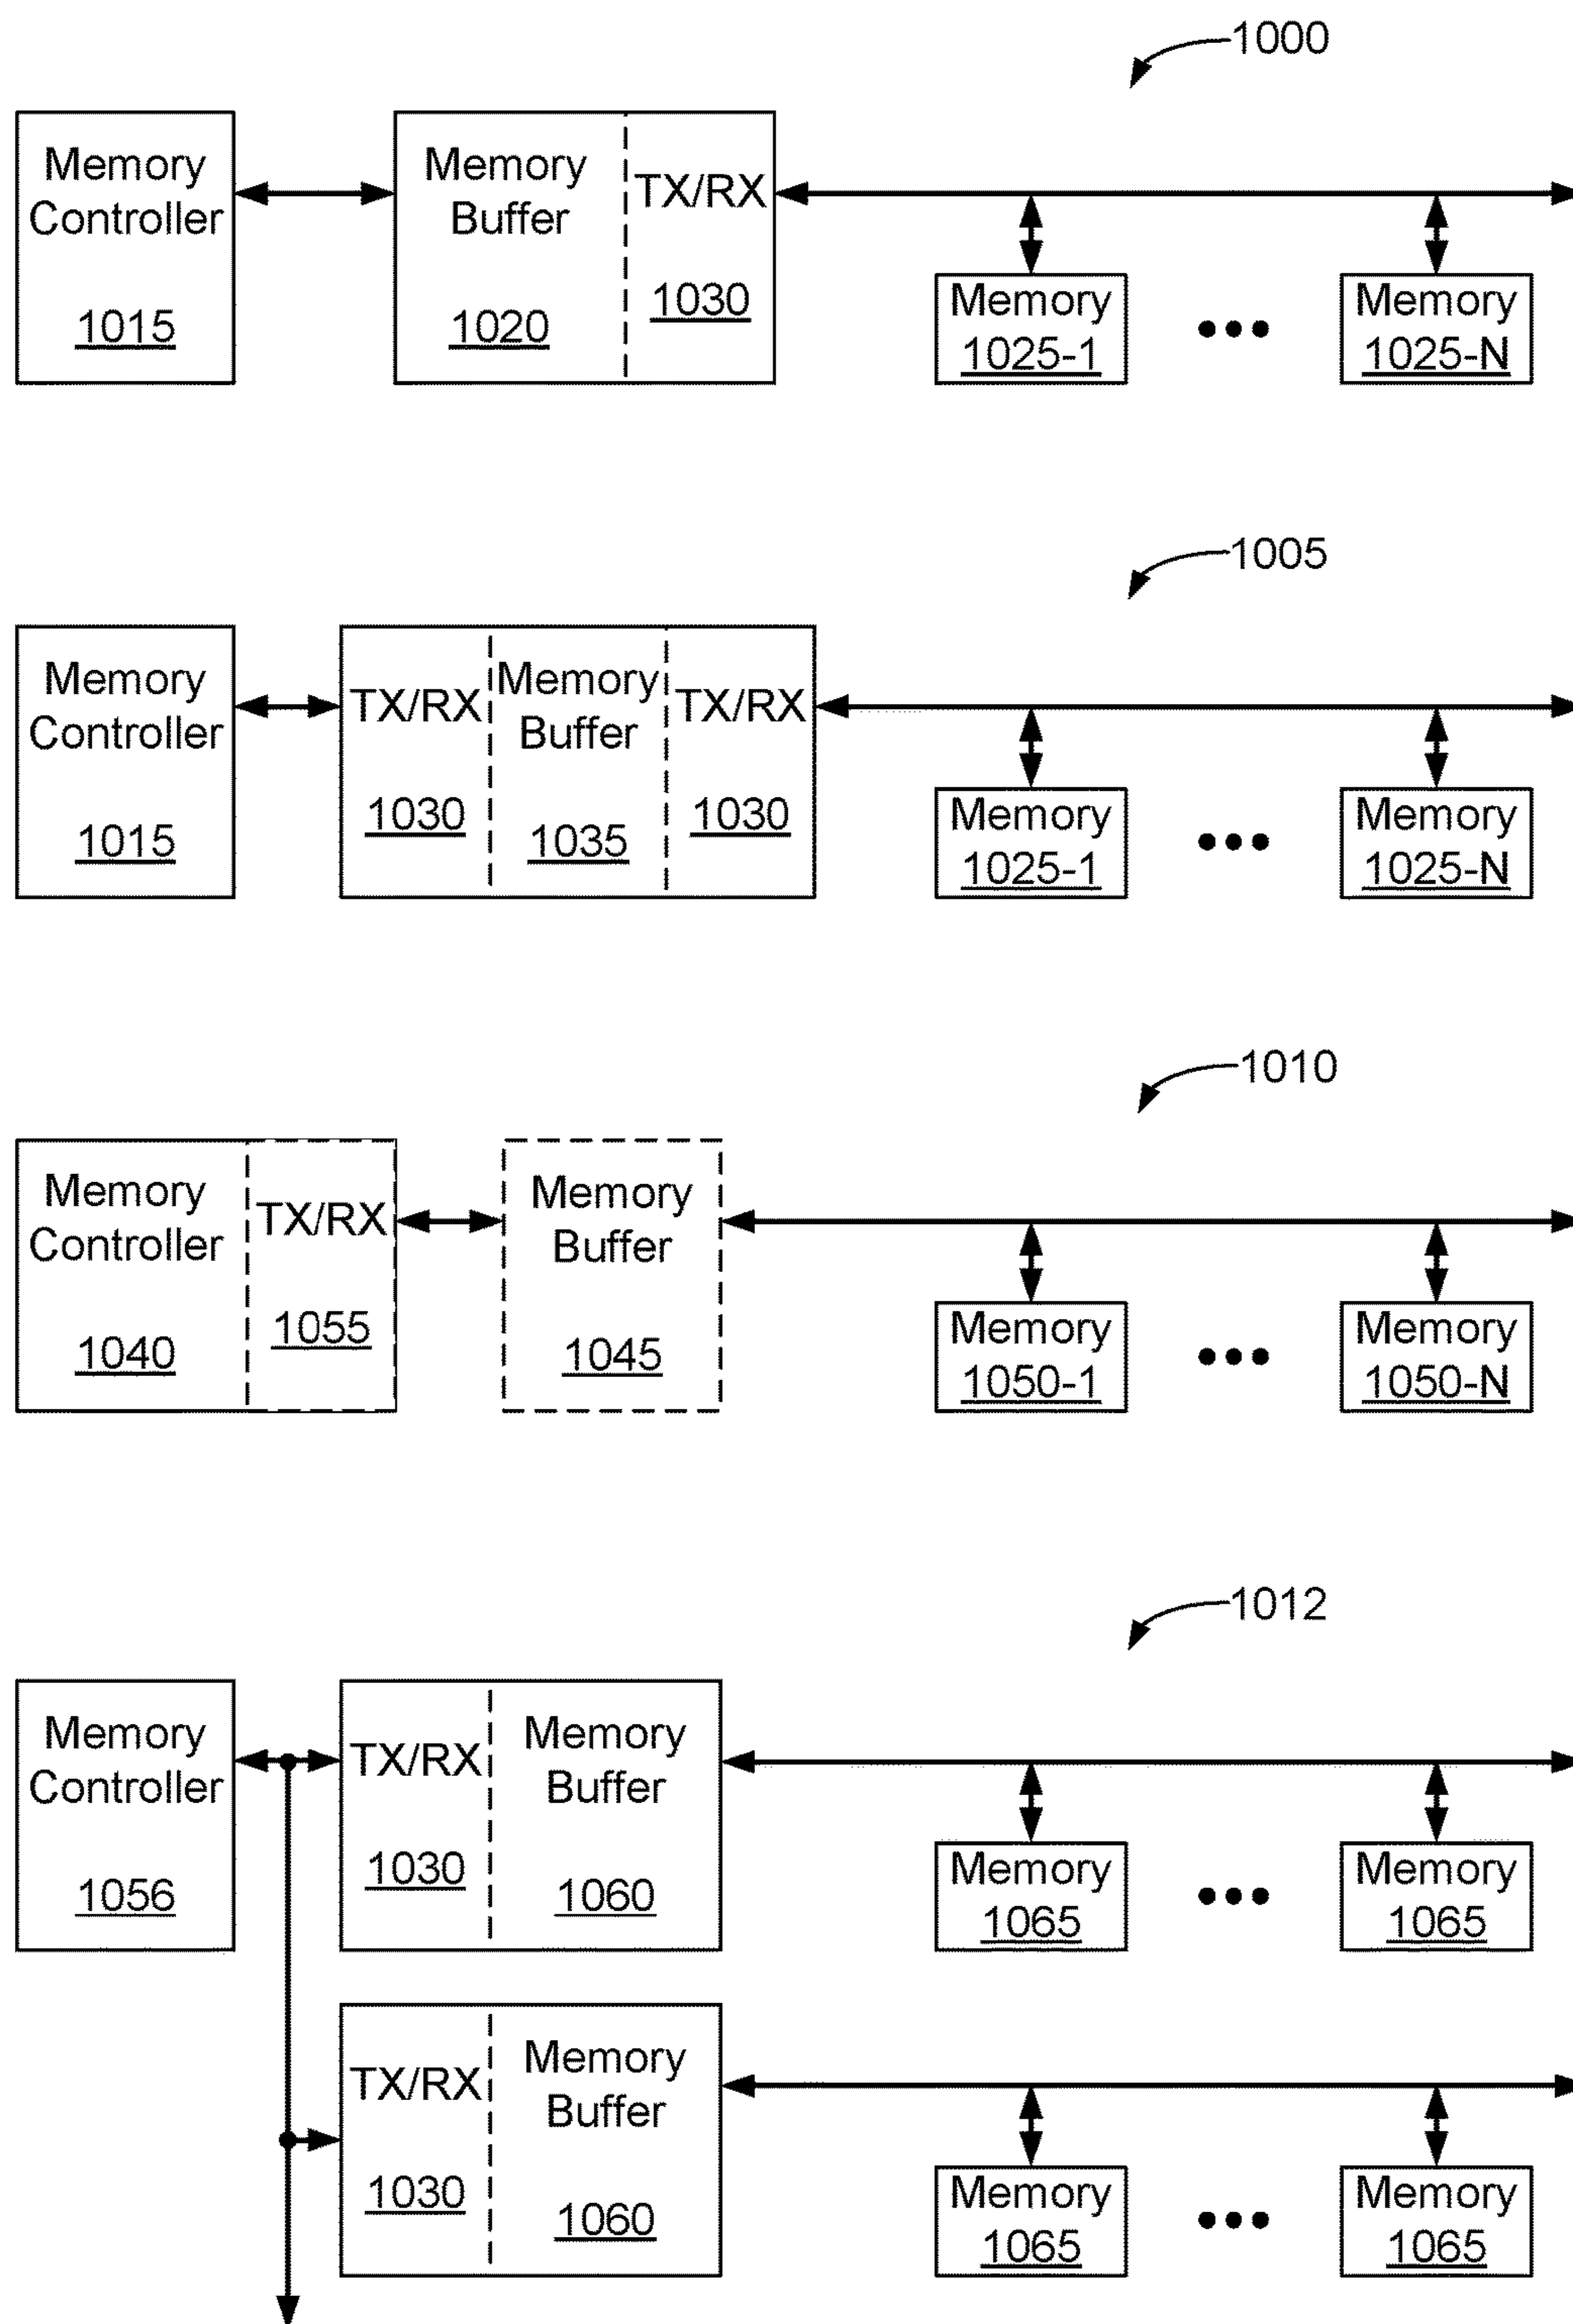 1000
Memory
Controller
1015
Memory
Buffer
1020
TX/RX
1030
Memory
1025-1
Memory
1025-N
1005
Memory
Controller
1015
TX/RX
1030
Memory
Buffer
1035
TX/RX
1030
Memory
1025-1
Memory
1025-N
1010
Memory
Controller
1040
TX/RX
1055
Memory
Buffer
1045
Memory
1050-1
Memory
1050-N
1012
Memory
Controller
1056
TX/RX
1030
Memory
Buffer
1060
Memory
1065
Memory
1065
TX/RX
1030
Memory
Buffer
1060
Memory
1065
Memory
1065